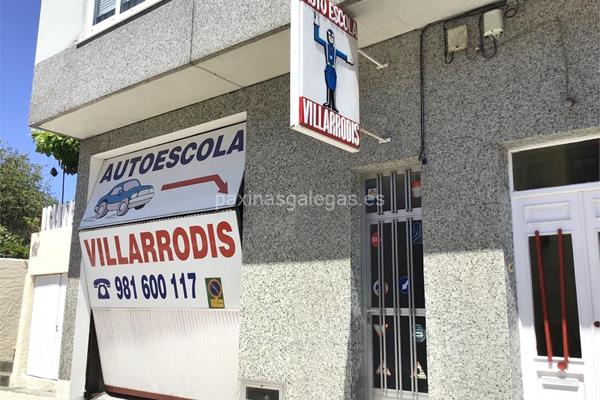 AUTO ESCOLA
VILLARRODIS
AUTOESCOLA
VILLARRODIS
981 600 117
paxinasgalegas.es